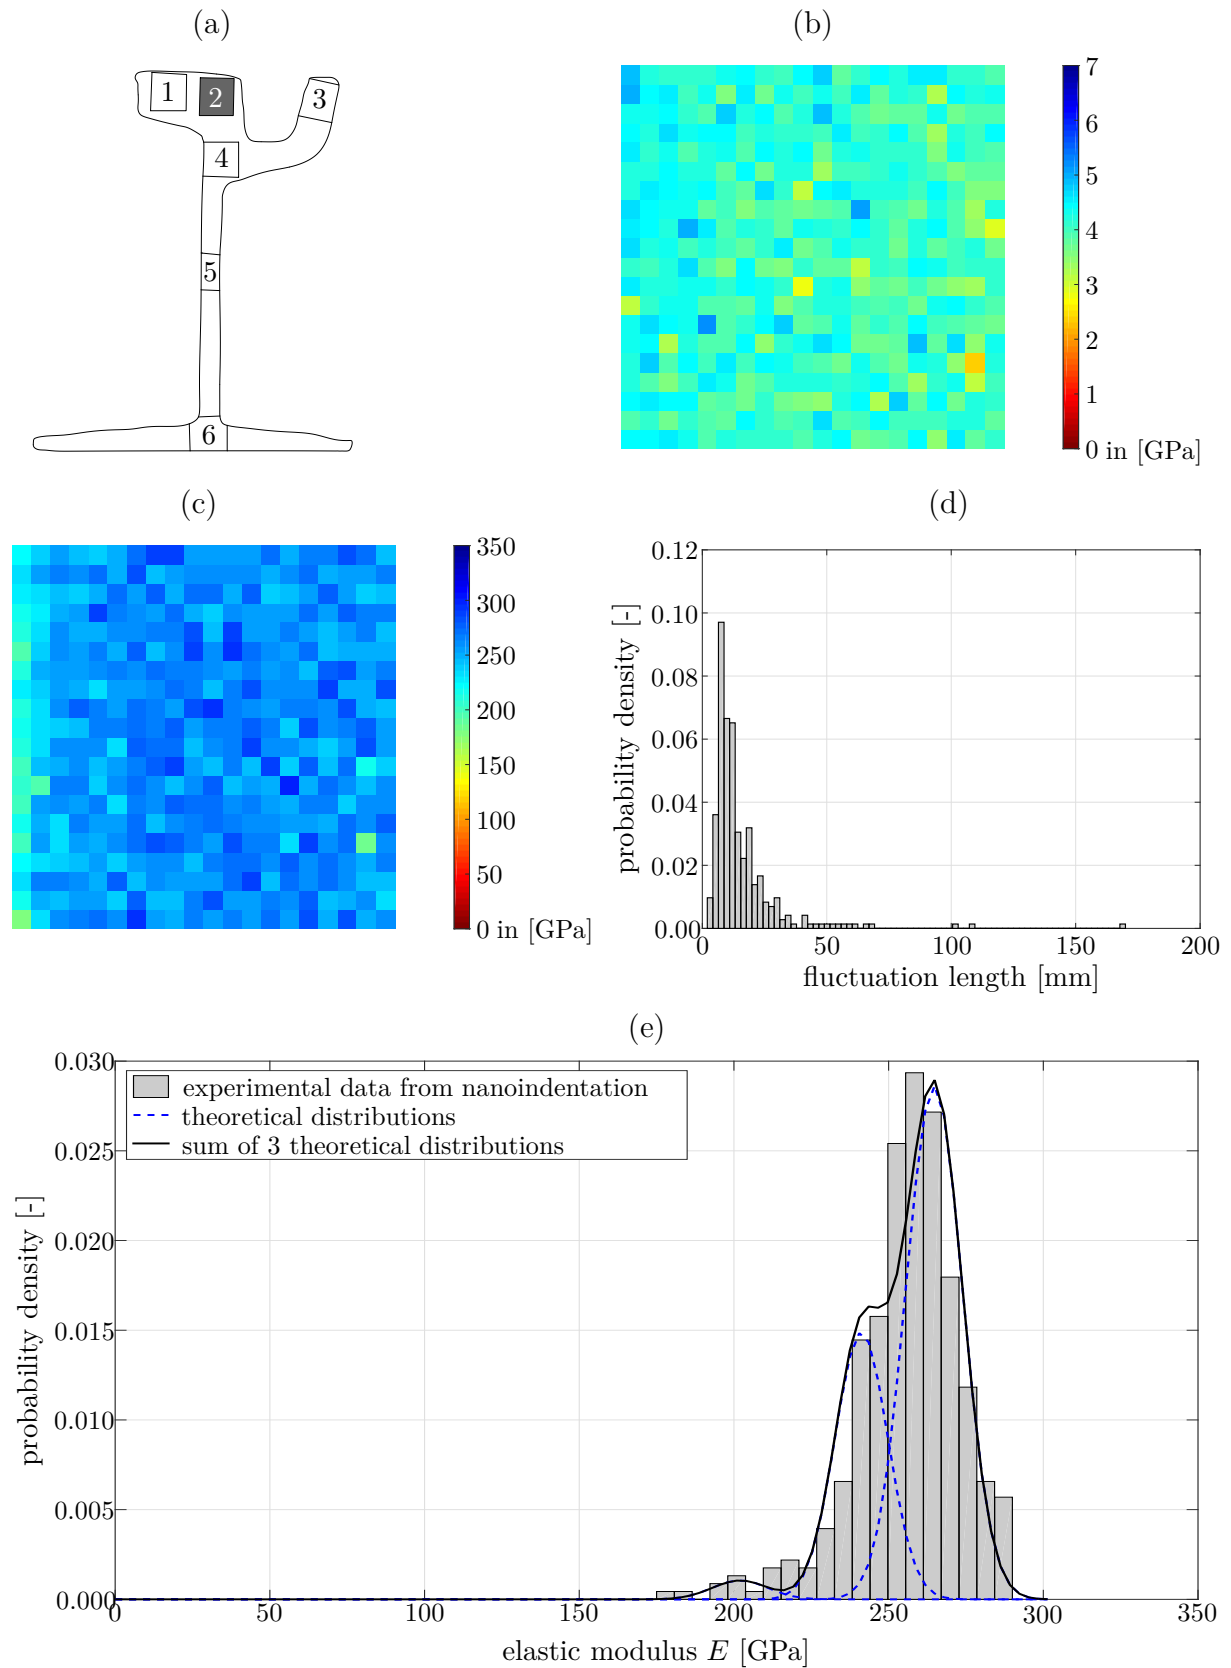 (a)
1
2
3
4
5
6
(b)
7
6
5
4
3
2
1
0 in [GPa]
(c)
350
300
250
200
150
100
50
0 in [GPa]
(d)
probability density [-]
0.12
0.10
0.08
0.06
0.04
0.02
0.00
0 50 100 150 200
fluctuation length [mm]
(e)
probability density [-]
0.030
0.025
0.020
0.015
0.010
0.005
0.000
experimental data from nanoindentation
theoretical distributions
sum of 3 theoretical distributions
0 50 100 150 200 250 300 350
elastic modulus E [GPa]